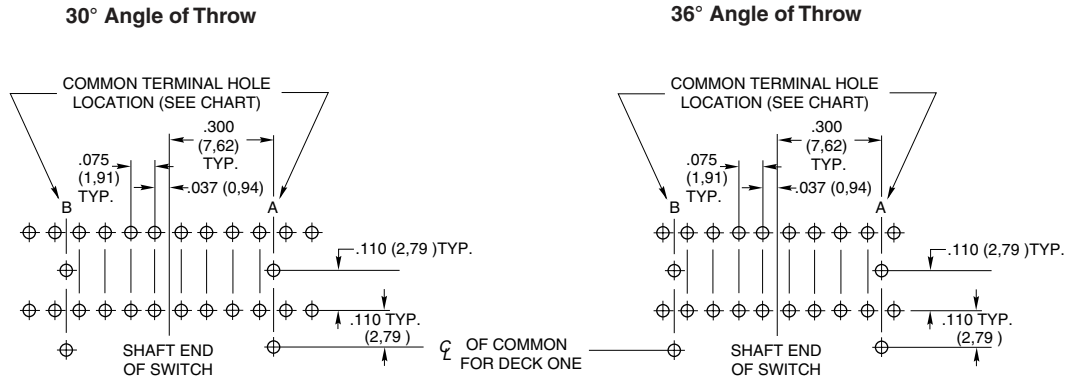 30° Angle of Throw
COMMON TERMINAL HOLE
LOCATION (SEE CHART)
.300
(7,62)
TYP.
.075
(1,91)
TYP.
.037 (0,94)
B
A
.110 (2,79 )TYP.
.110 TYP.
(2,79 )
SHAFT END
OF SWITCH
℄ OF COMMON
FOR DECK ONE
36° Angle of Throw
COMMON TERMINAL HOLE
LOCATION (SEE CHART)
.300
(7,62)
TYP.
.075
(1,91)
TYP.
.037 (0,94)
B
A
.110 (2,79 )TYP.
.110 TYP.
(2,79 )
SHAFT END
OF SWITCH